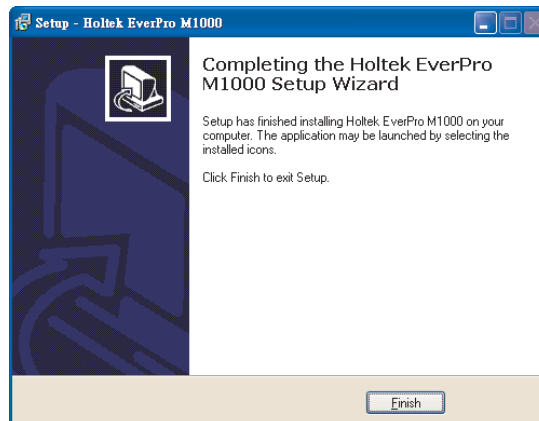 Setup - Holtek EverPro M1000
Completing the Holtek EverPro
M1000 Setup Wizard
Setup has finished installing Holtek EverPro M1000 on your
computer. The application may be launched by selecting the
installed icons.
Click Finish to exit Setup.
Finish